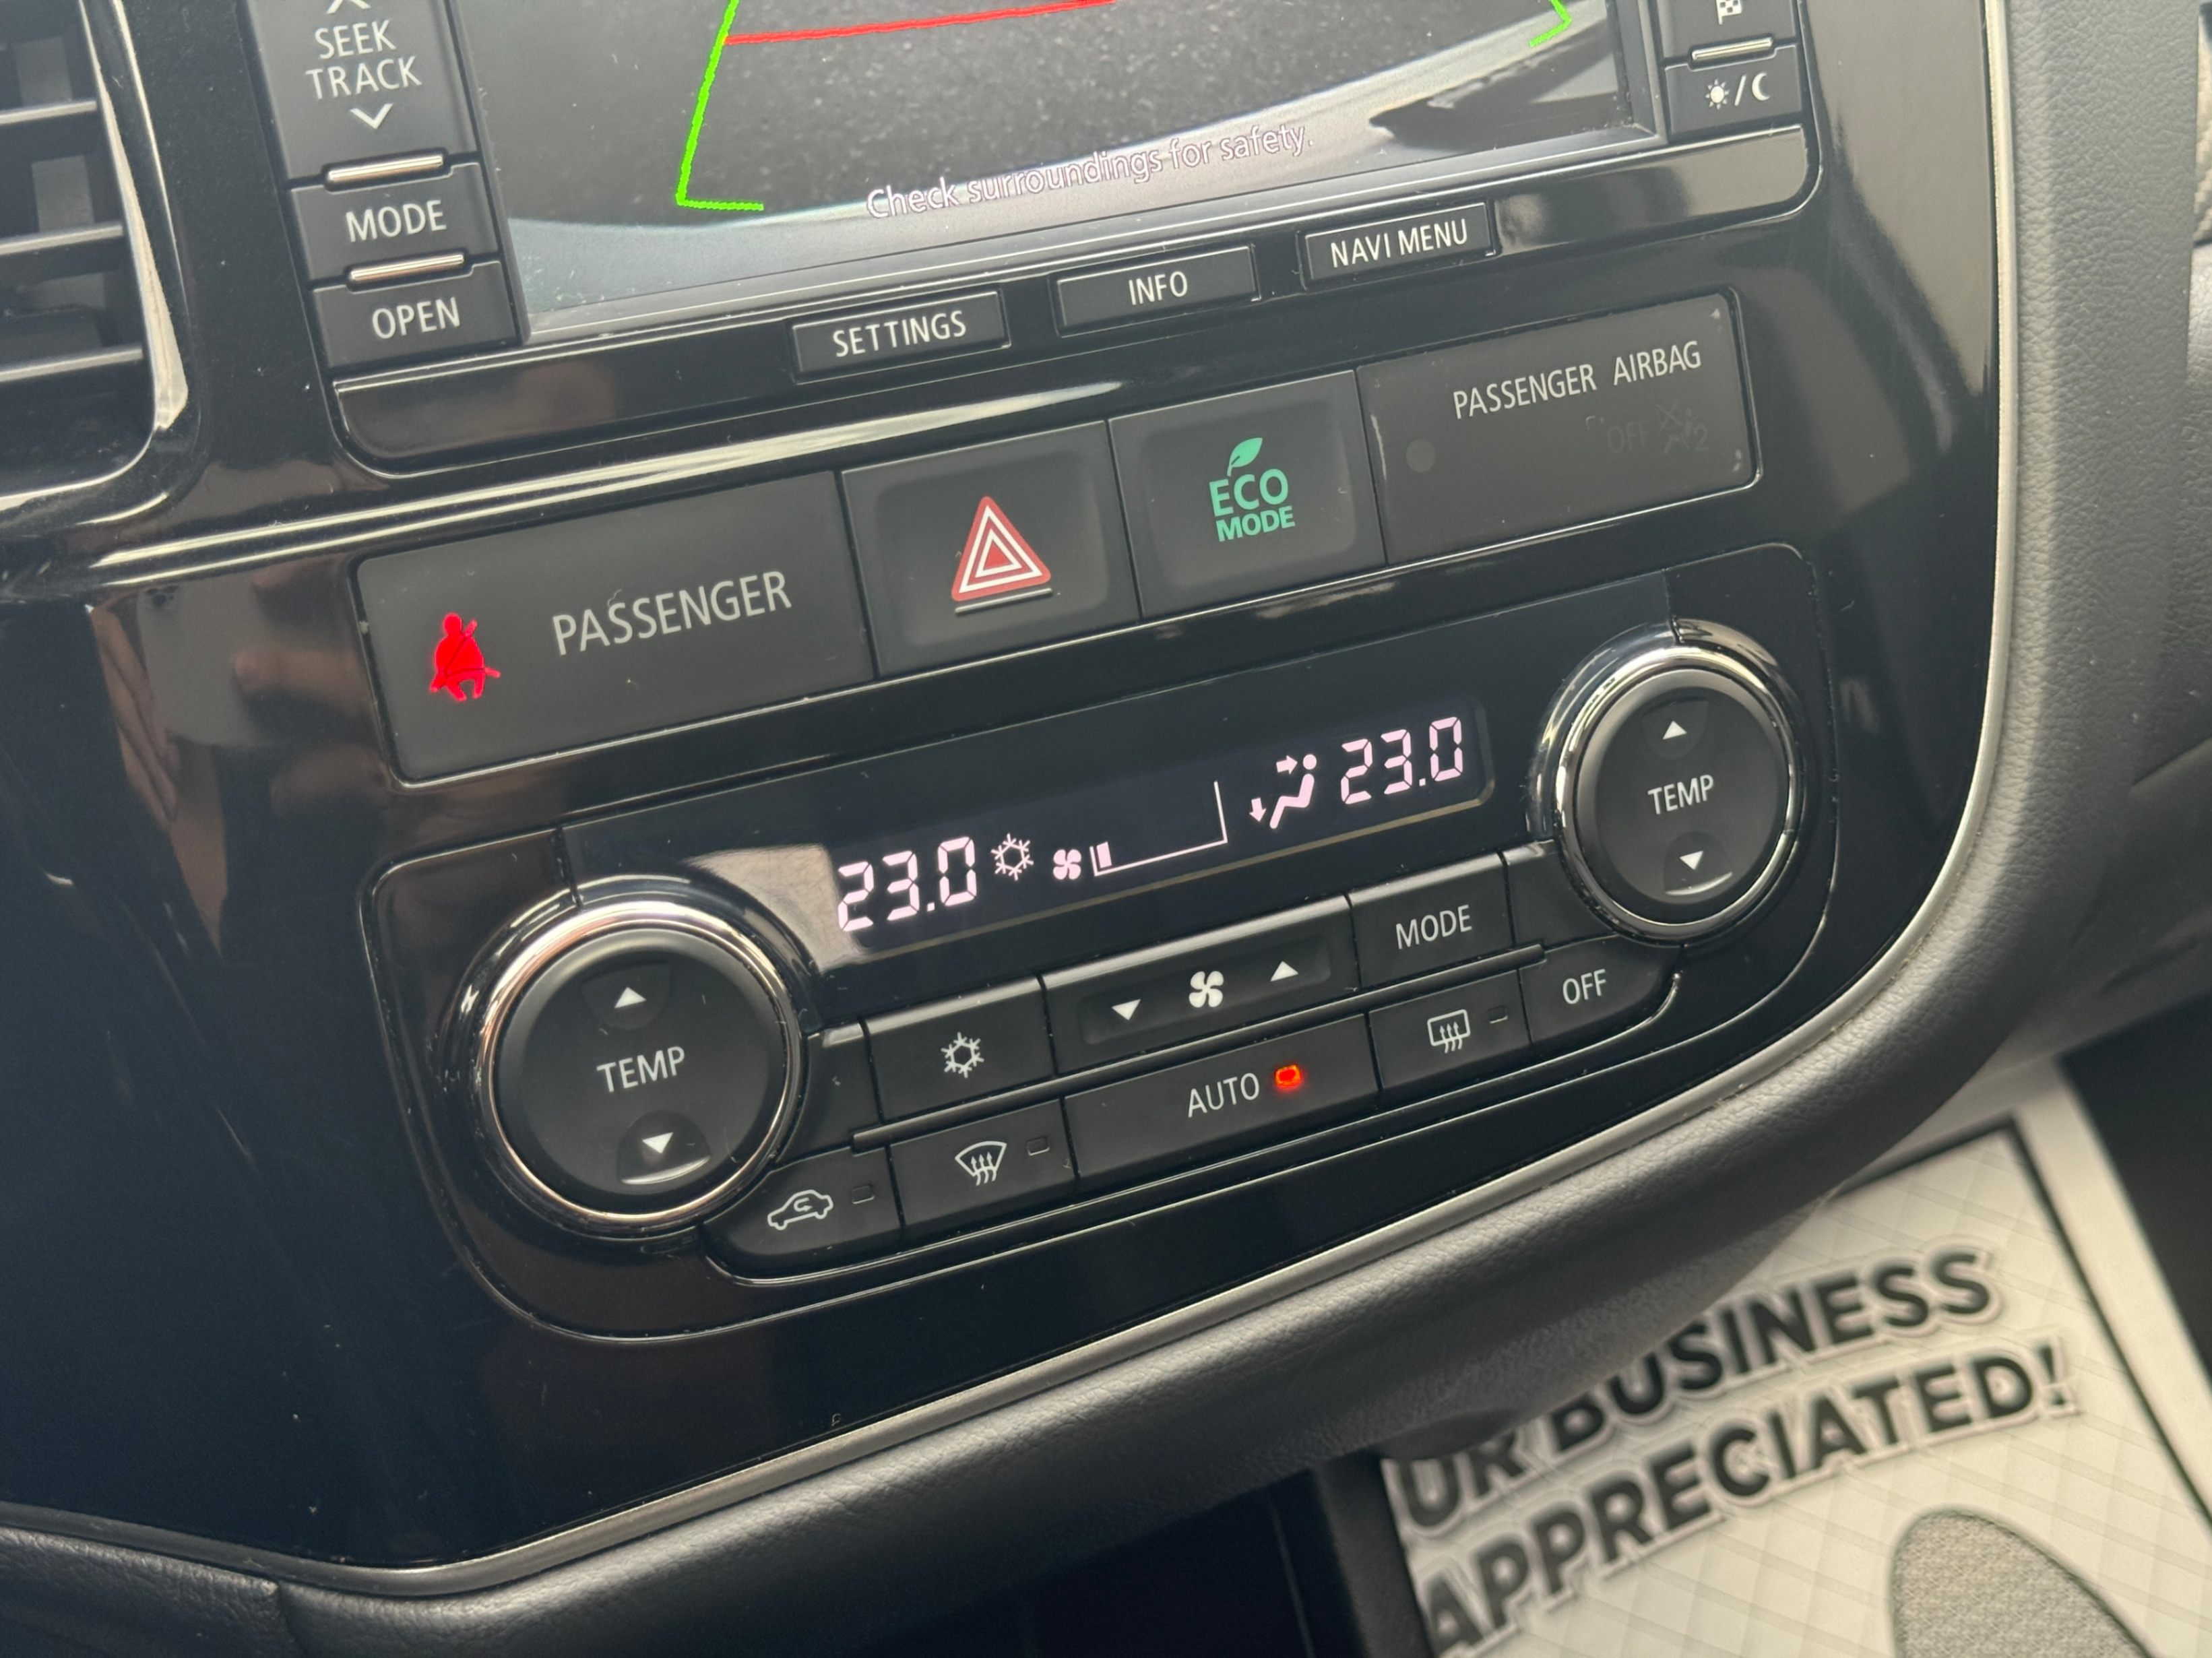 SEEK
TRACK
MODE
OPEN
Check surroundings for safety.
SETTINGS
INFO
NAVI MENU
PASSENGER
ECO
MODE
PASSENGER AIRBAG
OFF
23.0
23.0
TEMP
TEMP
MODE
AUTO
OFF
BUSINESS
APPRECIATED!